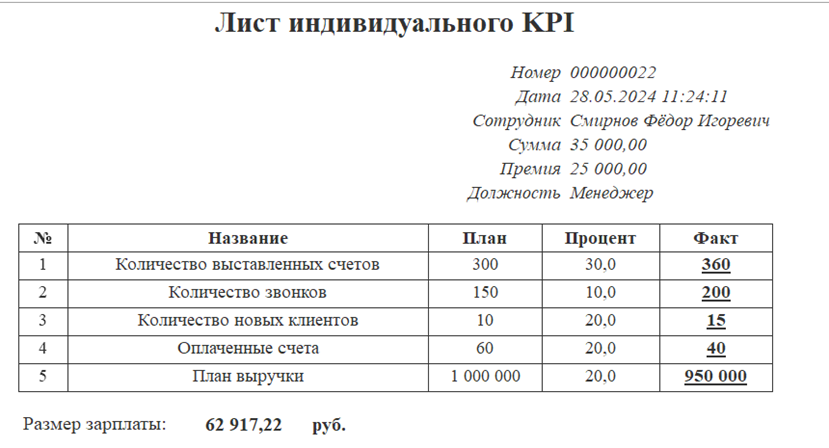 Лист индивидуального KPI
Номер 000000022
Дата 28.05.2024 11:24:11
Сотрудник Смирнов Фёдор Игоревич
Сумма 35 000,00
Премия 25 000,00
Должность Менеджер
№ Название План Процент Факт
1 Количество выставленных счетов 300 30,0 360
2 Количество звонков 150 10,0 200
3 Количество новых клиентов 10 20,0 15
4 Оплаченные счета 60 20,0 40
5 План выручки 1 000 000 20,0 950 000
Размер зарплаты: 62 917,22 руб.